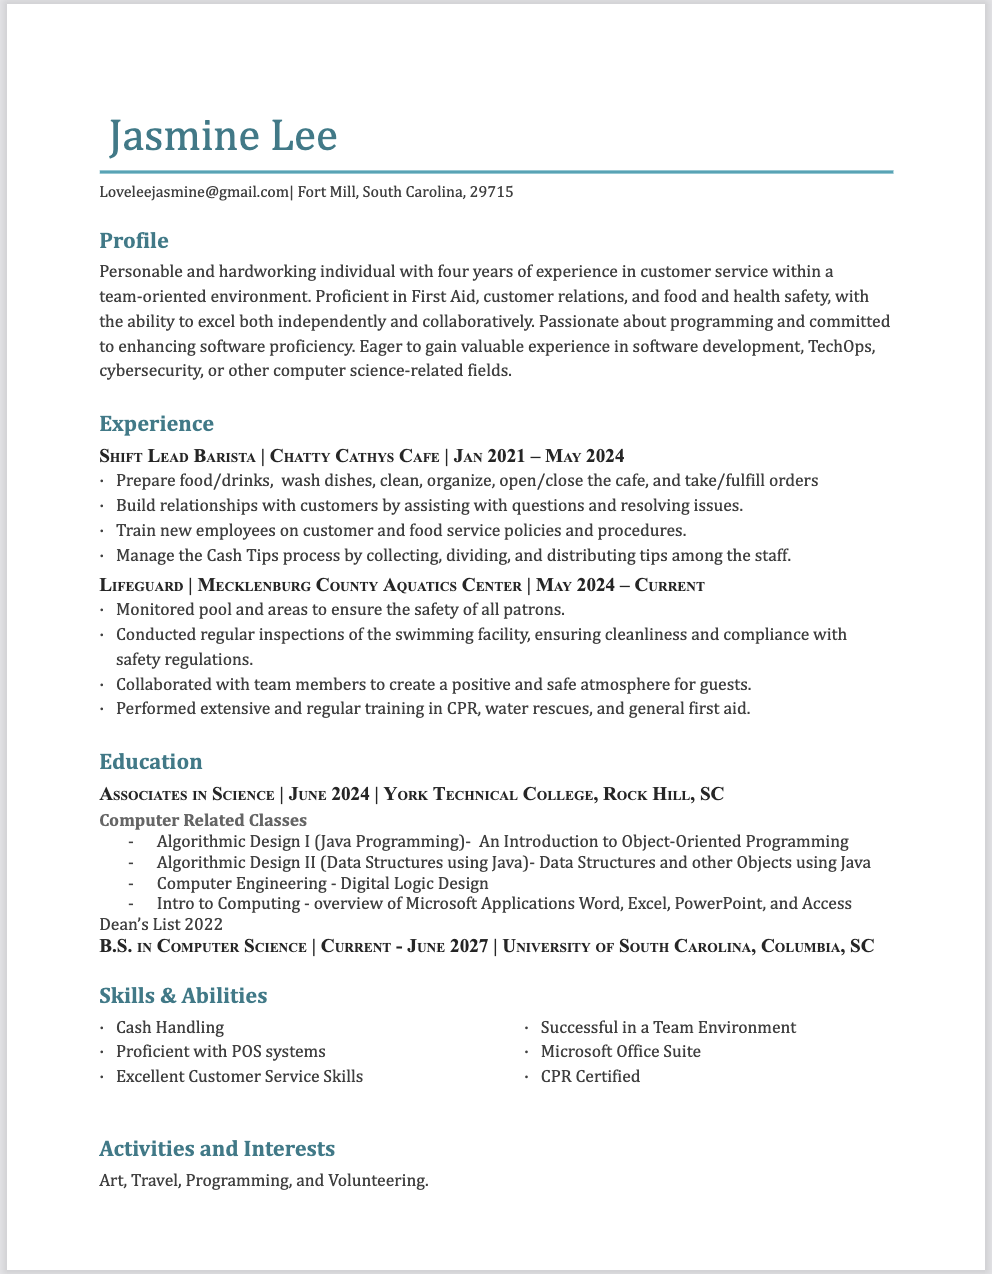 Jasmine Lee
Loveleejasmine@gmail.com| Fort Mill, South Carolina, 29715
Profile
Personable and hardworking individual with four years of experience in customer service within a
team-oriented environment. Proficient in First Aid, customer relations, and food and health safety, with
the ability to excel both independently and collaboratively. Passionate about programming and committed
to enhancing software proficiency. Eager to gain valuable experience in software development, TechOps,
cybersecurity, or other computer science-related fields.
Experience
Shift Lead Barista | Chatty Cathys Cafe | Jan 2021 – May 2024
· Prepare food/drinks,  wash dishes, clean, organize, open/close the cafe, and take/fulfill orders
· Build relationships with customers by assisting with questions and resolving issues.
· Train new employees on customer and food service policies and procedures.
· Manage the Cash Tips process by collecting, dividing, and distributing tips among the staff.
Lifeguard | Mecklenburg County Aquatics Center | May 2024 – Current
· Monitored pool and areas to ensure the safety of all patrons.
· Conducted regular inspections of the swimming facility, ensuring cleanliness and compliance with
safety regulations.
· Collaborated with team members to create a positive and safe atmosphere for guests.
· Performed extensive and regular training in CPR, water rescues, and general first aid.
Education
Associates in Science | June 2024 | York Technical College, Rock Hill, SC
Computer Related Classes
- Algorithmic Design I (Java Programming)-  An Introduction to Object-Oriented Programming
- Algorithmic Design II (Data Structures using Java)- Data Structures and other Objects using Java
- Computer Engineering - Digital Logic Design
- Intro to Computing - overview of Microsoft Applications Word, Excel, PowerPoint, and Access
Dean's List 2022
B.S. in Computer Science | Current - June 2027 | University of South Carolina, Columbia, SC
Skills & Abilities
· Cash Handling
· Proficient with POS systems
· Excellent Customer Service Skills
· Successful in a Team Environment
· Microsoft Office Suite
· CPR Certified
Activities and Interests
Art, Travel, Programming, and Volunteering.